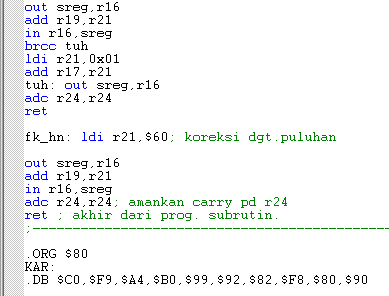 out sreg,r16
add r19,r21
in r16,sreg
brcc tuh
ldi r21,0x01
add r17,r21
tuh: out sreg,r16
adc r24,r24
ret
fk_hn: ldi r21,$60; koreksi dgt.puluhan
out sreg,r16
add r19,r21
in r16,sreg
adc r24,r24; amankan carry pd r24
ret ; akhir dari prog. subrutin.
;------------------------------------------------
.ORG $80
KAR:
.DB $C0,$F9,$A4,$B0,$99,$92,$82,$F8,$80,$90